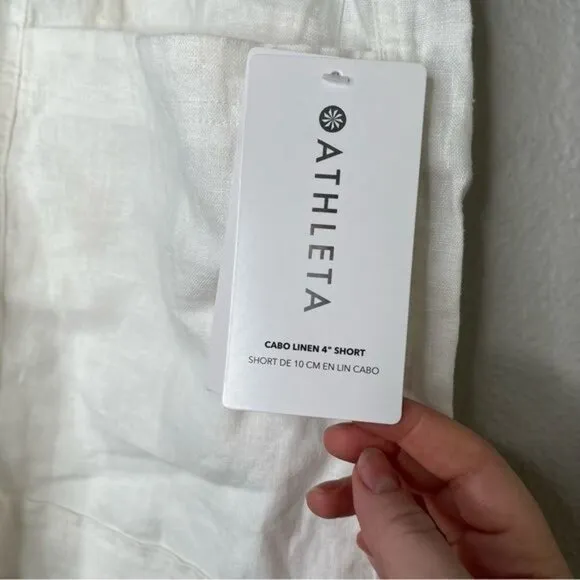 ATHLETA
CABO LINEN 4" SHORT
SHORT DE 10 CM EN LIN CABO